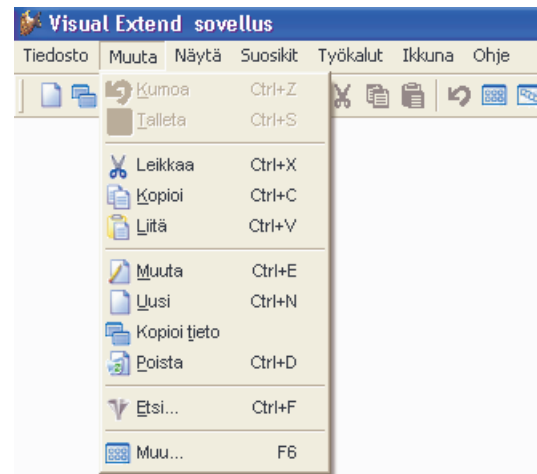 Visual Extend sovellus
Tiedosto Muuta Näytä Suosikit Työkalut Ikkuna Ohje
Kumoa Ctrl+Z
Talleta Ctrl+S
Leikkaa Ctrl+X
Kopioi Ctrl+C
Liitä Ctrl+V
Muuta Ctrl+E
Uusi Ctrl+N
Kopioi tieto
Poista Ctrl+D
Etsi... Ctrl+F
Muu... F6